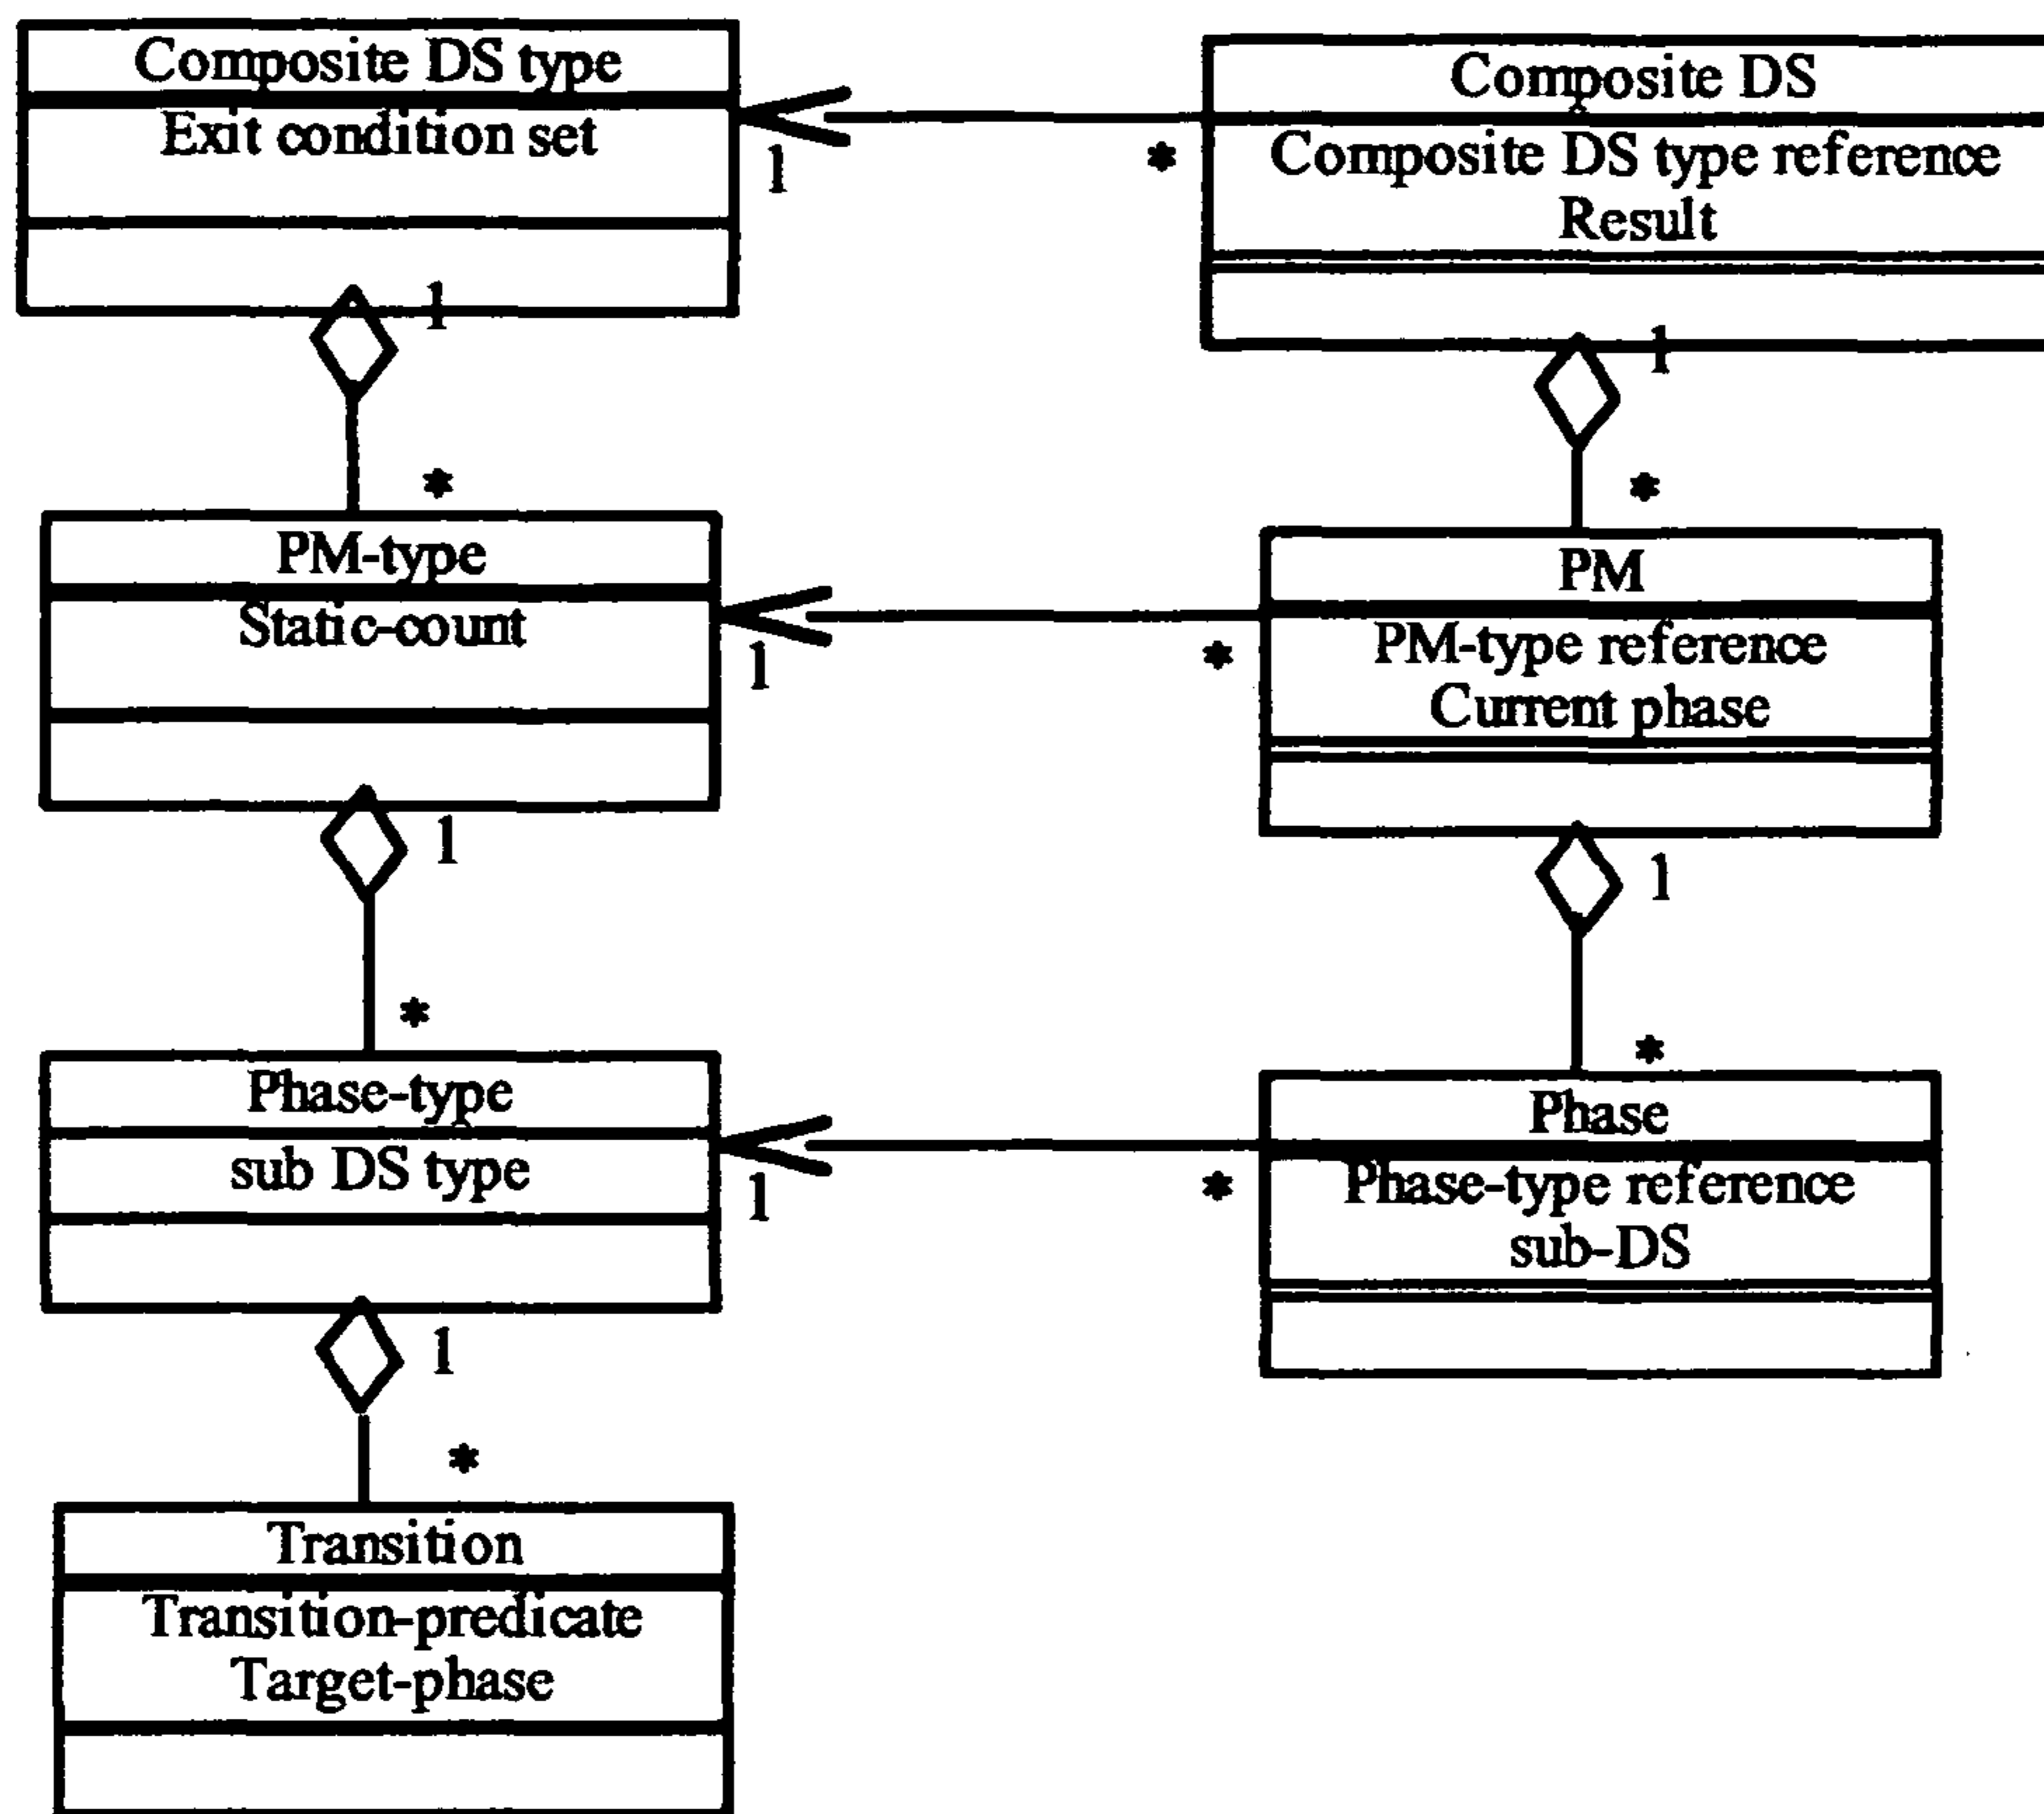 Composite DS type
Exit condition set
1
*
Composite DS
Composite DS type reference
Result
1
*
1
*
PM-type
Static-count
1
*
PM
PM-type reference
Current phase
1
*
1
*
Phase-type
sub DS type
1
*
Phase
Phase-type reference
sub-DS
1
*
Transition
Transition-predicate
Target-phase